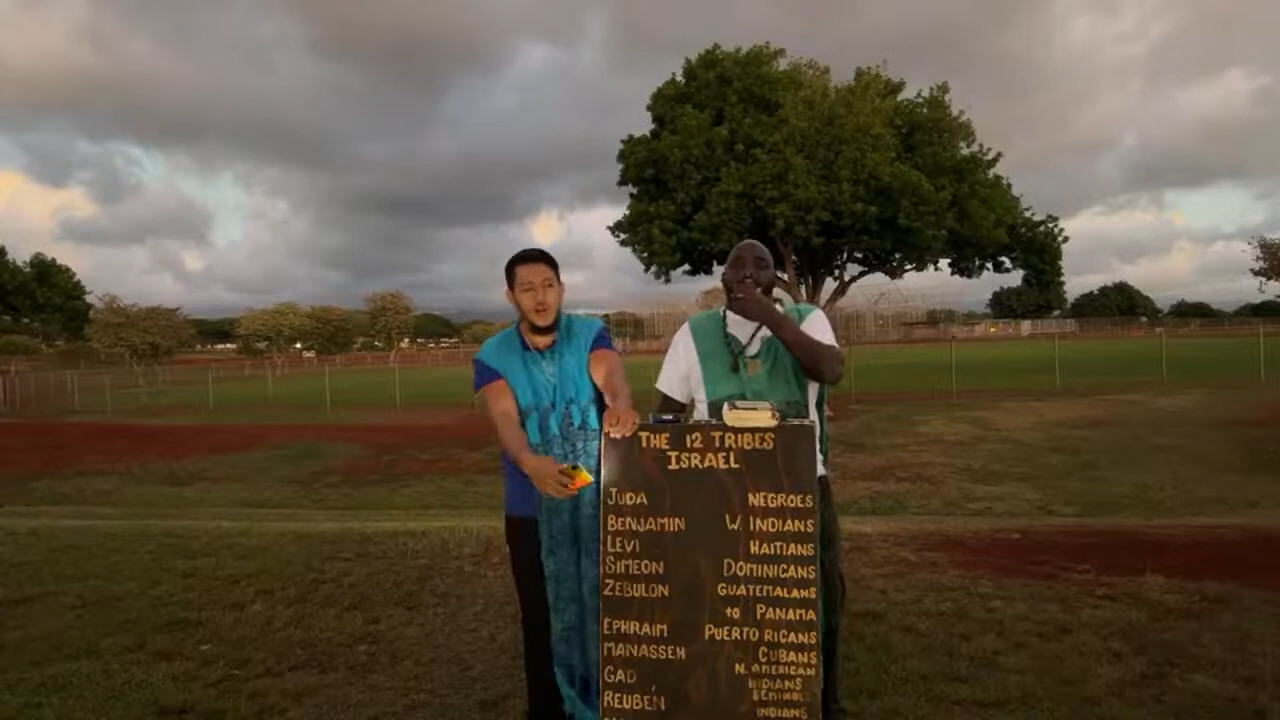 THE 12 TRIBES
ISRAEL
JUDA NEGROES
BENJAMIN W. INDIANS
LEVI HAITIANS
SIMEON DOMINICANS
ZEBULON GUATEMALANS
to PANAMA
EPHRAIM PUERTO RICANS
MANASSEH CUBANS
GAD N. AMERICAN
INDIANS
REUBEN SEMINOLE
INDIANS